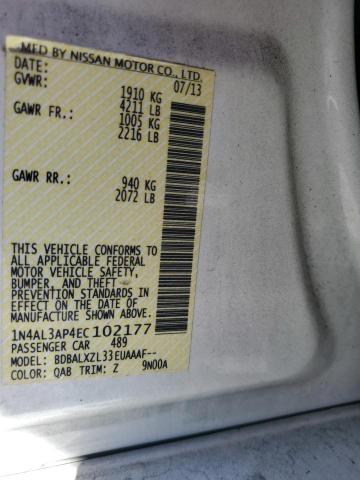 MFD BY NISSAN MOTOR CO., LTD.
DATE: 07/13
GVWR: 1910 KG
4211 LB
GAWR FR.: 1005 KG
2216 LB
GAWR RR.: 940 KG
2072 LB
THIS VEHICLE CONFORMS TO
ALL APPLICABLE FEDERAL
MOTOR VEHICLE SAFETY,
BUMPER, AND THEFT
PREVENTION STANDARDS IN
EFFECT ON THE DATE OF
MANUFACTURE SHOWN ABOVE.
1N4AL3AP4EC102177
PASSENGER CAR 489
MODEL: BDBALXZL33EUAAAF--
COLOR: QAB TRIM: Z 9N00A